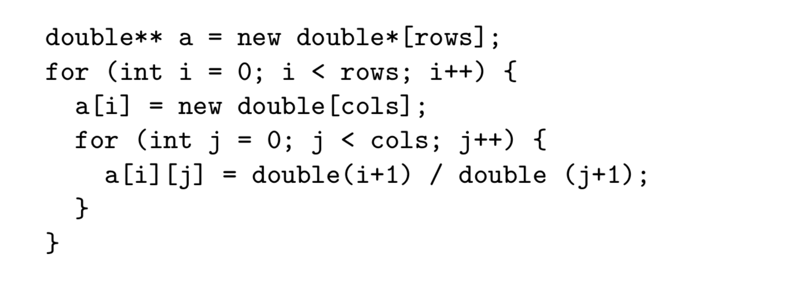 double** a = new double*[rows];
for (int i = 0; i < rows; i++) {
  a[i] = new double[cols];
  for (int j = 0; j < cols; j++) {
    a[i][j] = double(i+1) / double (j+1);
  }
}